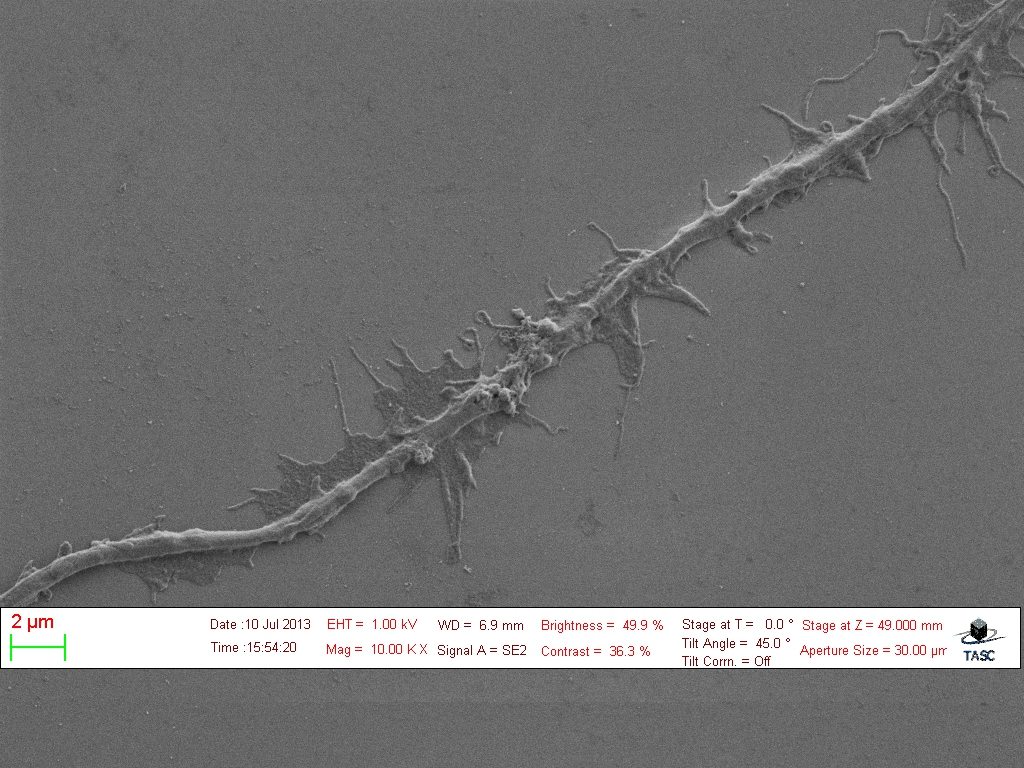 2 µm
Date :10 Jul 2013 EHT = 1.00 kV WD = 6.9 mm Brightness = 49.9 % Stage at T = 0.0 ° Stage at Z = 49.000 mm
Time :15:54:20 Mag = 10.00 K X Signal A = SE2 Contrast = 36.3 % Tilt Angle = 45.0 ° Aperture Size = 30.00 µm
Tilt Corrn. = Off
TASC